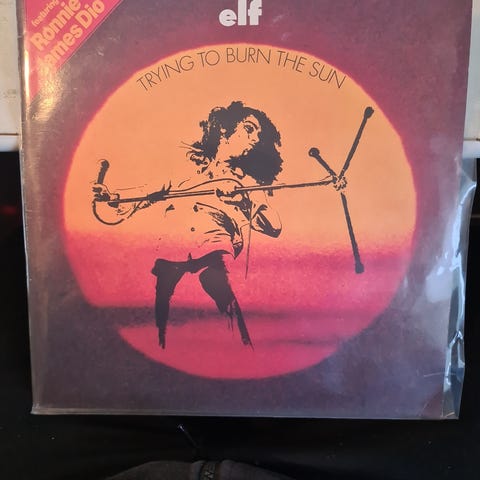 featuring
Ronnie
James Dio
elf
TRYING TO BURN THE SUN